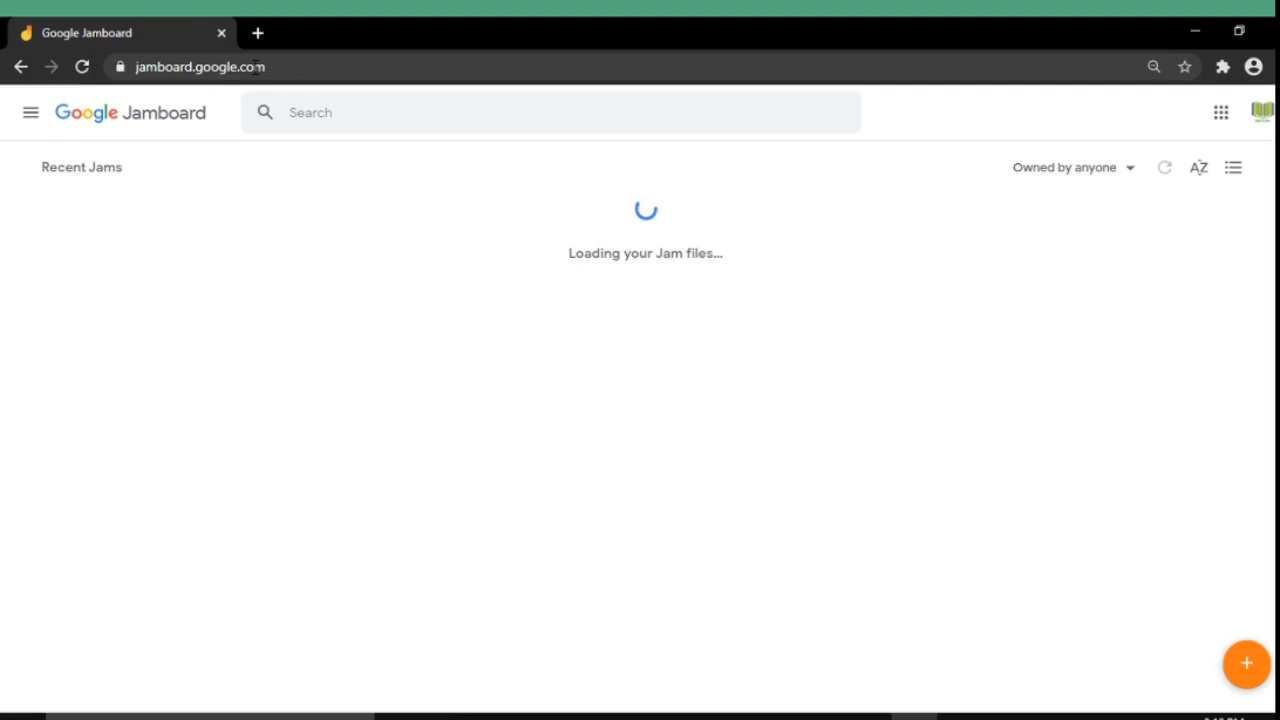 Google Jamboard
jamboard.google.com
Google Jamboard
Search
Recent Jams
Owned by anyone
AZ
Loading your Jam files...